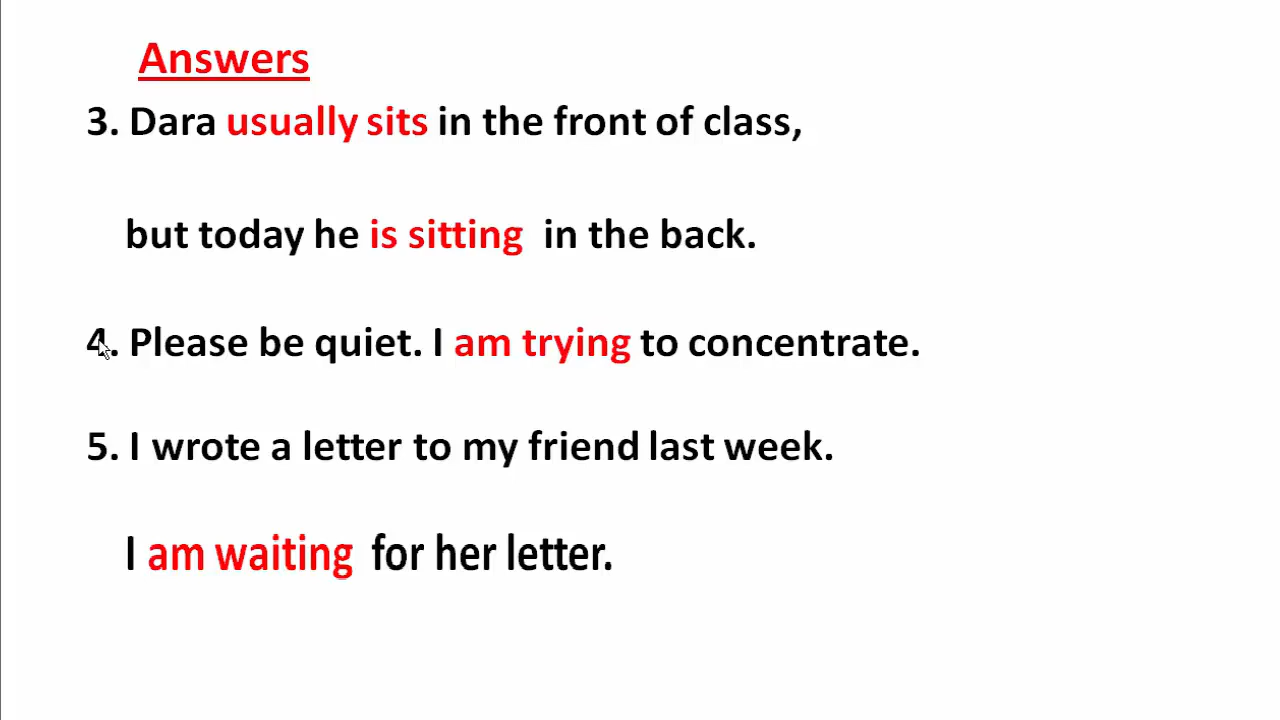 Answers
3. Dara usually sits in the front of class,
but today he is sitting in the back.
4. Please be quiet. I am trying to concentrate.
5. I wrote a letter to my friend last week.
I am waiting for her letter.